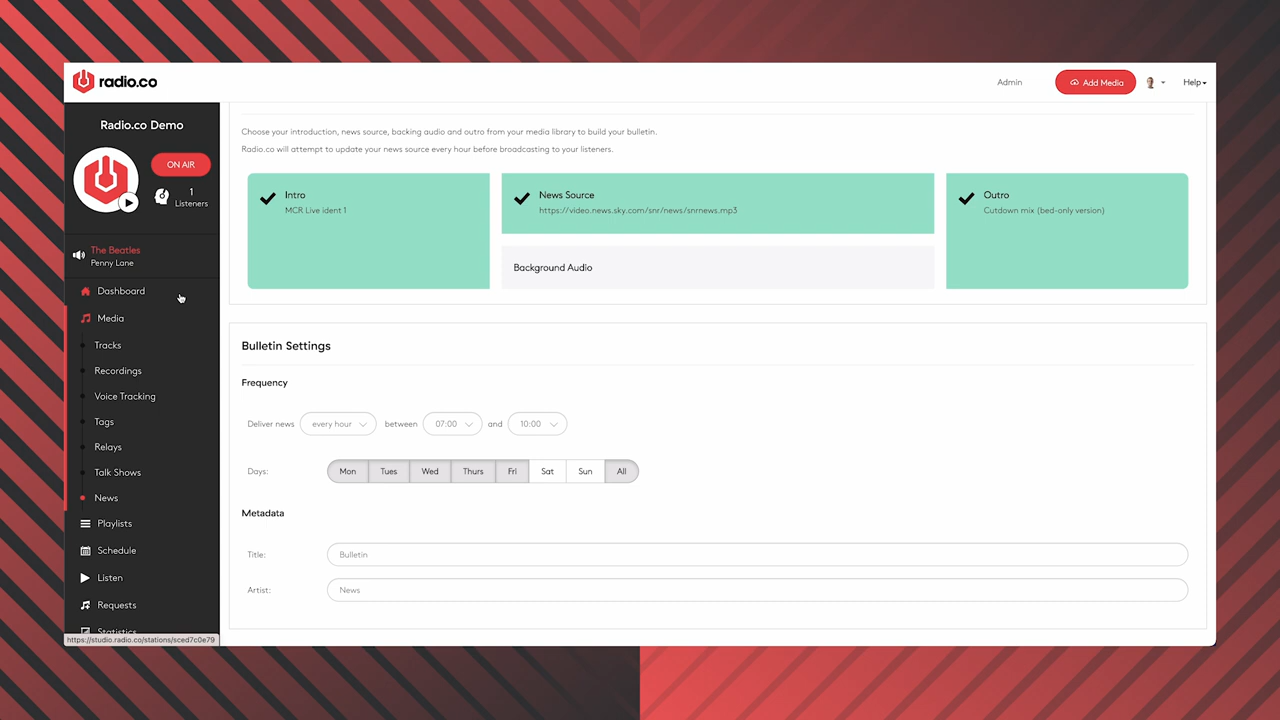 radio.co
Admin
Add Media
Help
Radio.co Demo
ON AIR
1
Listeners
The Beatles
Penny Lane
Dashboard
Media
Tracks
Recordings
Voice Tracking
Tags
Relays
Talk Shows
News
Playlists
Schedule
Listen
Requests
Statistics
https://studio.radio.co/stations/sced7c0e79
Choose your introduction, news source, backing audio and outro from your media library to build your bulletin.
Radio.co will attempt to update your news source every hour before broadcasting to your listeners.
Intro
MCR Live ident 1
News Source
https://video.news.sky.com/snr/news/snrnews.mp3
Background Audio
Outro
Cutdown mix (bed-only version)
Bulletin Settings
Frequency
Deliver news every hour between 07:00 and 10:00
Days: Mon Tues Wed Thurs Fri Sat Sun All
Metadata
Title: Bulletin
Artist: News